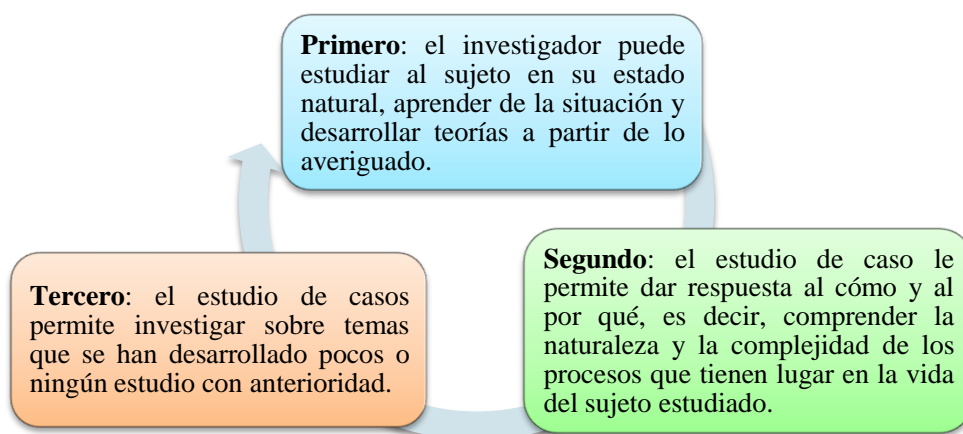 Primero: el investigador puede
estudiar al sujeto en su estado
natural, aprender de la situación y
desarrollar teorías a partir de lo
averiguado.
Segundo: el estudio de caso le
permite dar respuesta al cómo y al
por qué, es decir, comprender la
naturaleza y la complejidad de los
procesos que tienen lugar en la vida
del sujeto estudiado.
Tercero: el estudio de casos
permite investigar sobre temas
que se han desarrollado pocos o
ningún estudio con anterioridad.